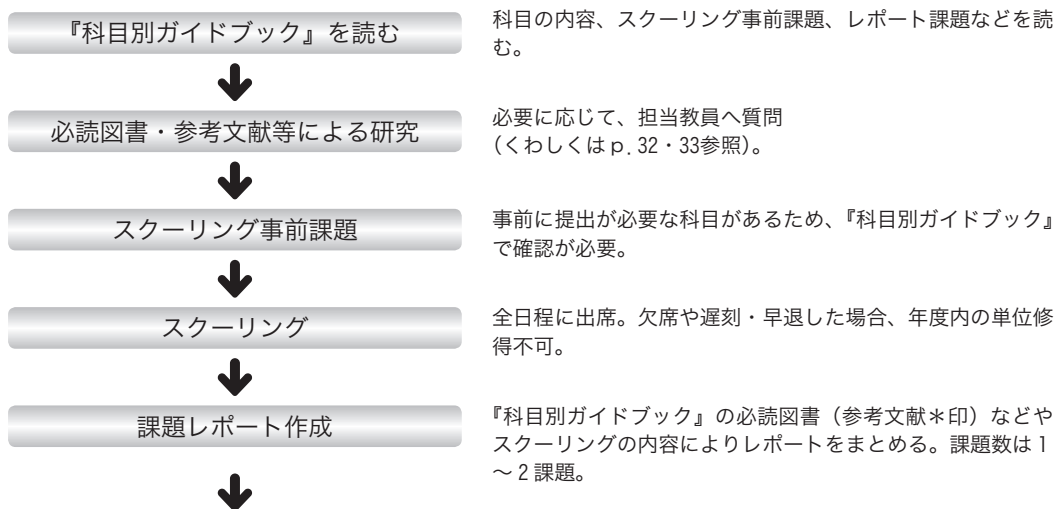 『科目別ガイドブック』を読む
科目の内容、スクーリング事前課題、レポート課題などを読
む。
必読図書・参考文献等による研究
必要に応じて、担当教員へ質問
(くわしくはp.32・33参照)。
スクーリング事前課題
事前に提出が必要な科目があるため、『科目別ガイドブック』
で確認が必要。
スクーリング
全日程に出席。欠席や遅刻・早退した場合、年度内の単位修
得不可。
課題レポート作成
『科目別ガイドブック』の必読図書（参考文献＊印）などや
スクーリングの内容によりレポートをまとめる。課題数は1
～2課題。